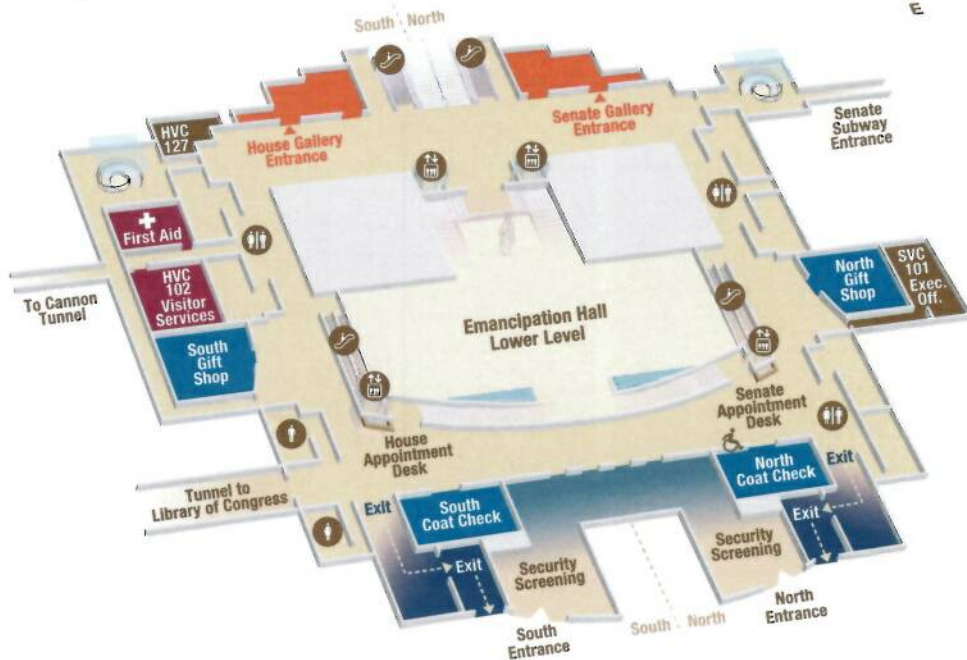 South North
E
HVC
127
House Gallery
Entrance
Senate Gallery
Entrance
Senate
Subway
Entrance
First Aid
HVC
102
Visitor
Services
To Cannon
Tunnel
South
Gift
Shop
North
Gift
Shop
SVC
101
Exec.
Off.
Emancipation Hall
Lower Level
House
Appointment
Desk
Senate
Appointment
Desk
Tunnel to
Library of Congress
Exit
South
Coat Check
North
Coat Check
Exit
Exit
Security
Screening
Security
Screening
Exit
South
Entrance
South North
North
Entrance